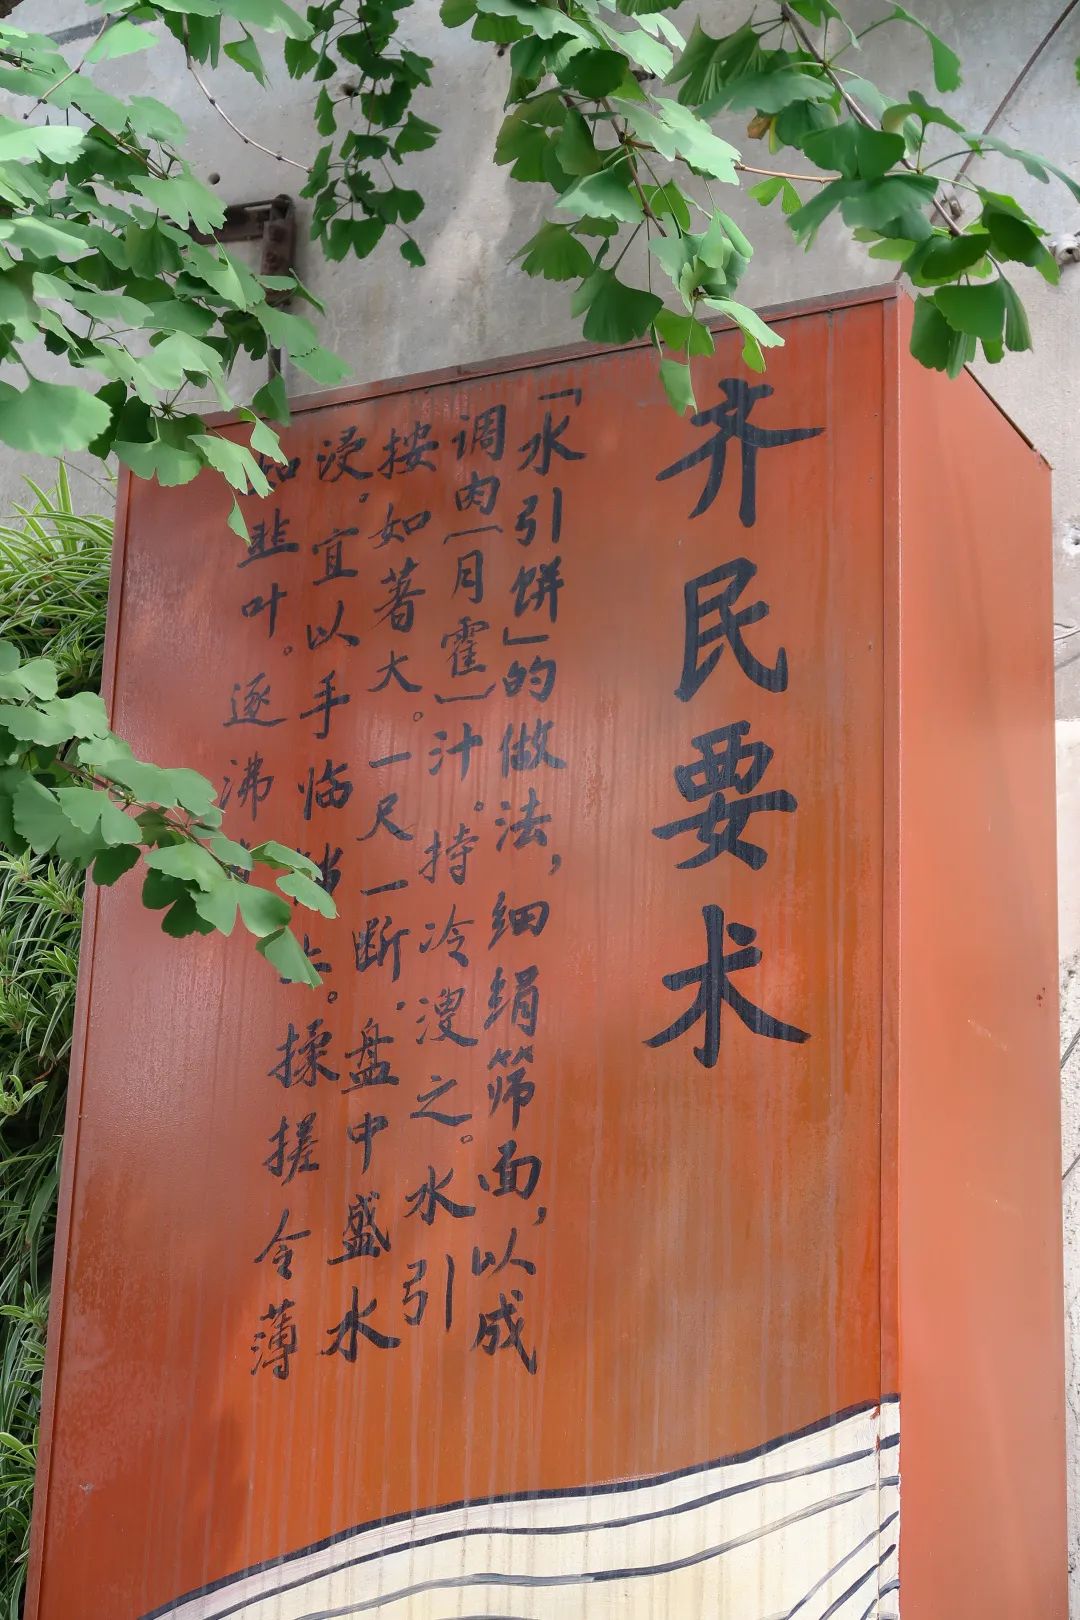 齐民要术
「水引饼」的做法，细绢筛面，以成
调肉〔月霍〕汁。持冷溲之。水引
按如著大。一尺一断，盘中盛水
浸。宜以手临。揉搓令薄
如韭叶。逐沸